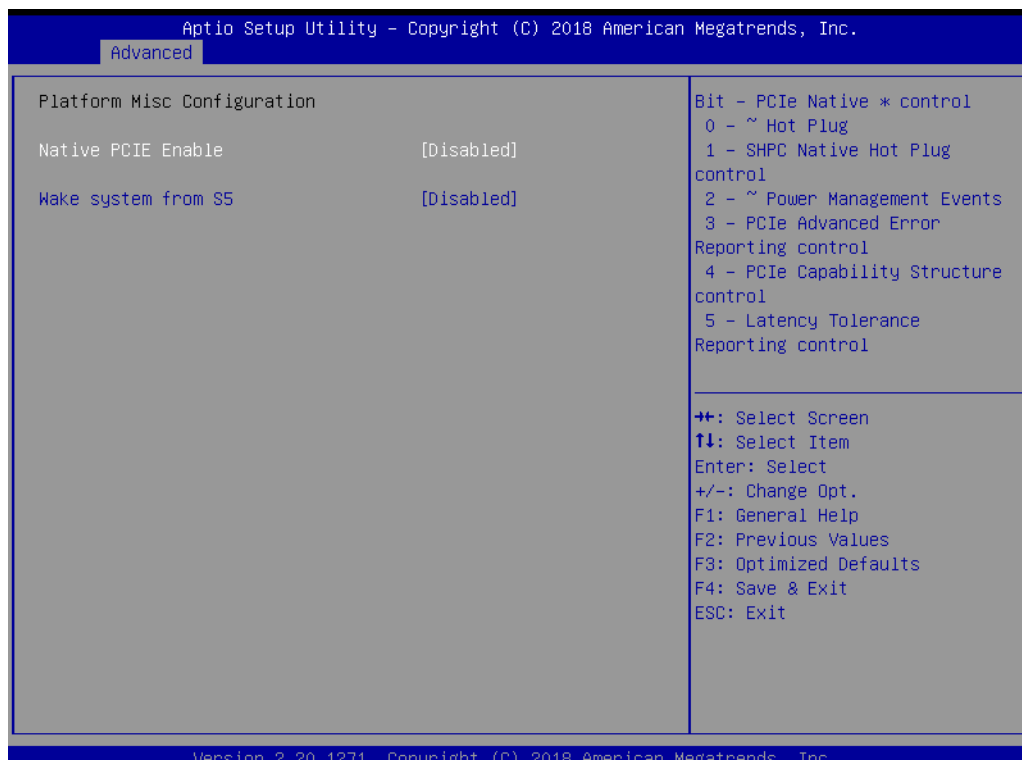 Aptio Setup Utility – Copyright (C) 2018 American Megatrends, Inc.
Advanced
Platform Misc Configuration
Native PCIE Enable [Disabled]
Wake system from S5 [Disabled]
Bit – PCIe Native * control
0 – ~ Hot Plug
1 – SHPC Native Hot Plug
control
2 – ~ Power Management Events
3 – PCIe Advanced Error
Reporting control
4 – PCIe Capability Structure
control
5 – Latency Tolerance
Reporting control
→←: Select Screen
↑↓: Select Item
Enter: Select
+/-: Change Opt.
F1: General Help
F2: Previous Values
F3: Optimized Defaults
F4: Save & Exit
ESC: Exit
Version 2.20.1271. Copyright (C) 2018 American Megatrends, Inc.